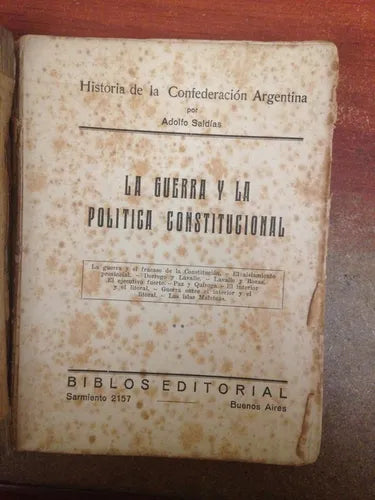 Historia de la Confederación Argentina
por
Adolfo Saldías
LA GUERRA Y LA
POLITICA CONSTITUCIONAL
La guerra y el fracaso de la Constitución. - El aislamiento
provincial. - Dorrego y Lavalle. - Lavalle y Rosas.
El ejecutivo fuerte. - Paz y Quiroga. - El interior
y el litoral. - Guerra entre el interior y el
litoral. - Las islas Malvinas.
BIBLOS EDITORIAL
Sarmiento 2157
Buenos Aires